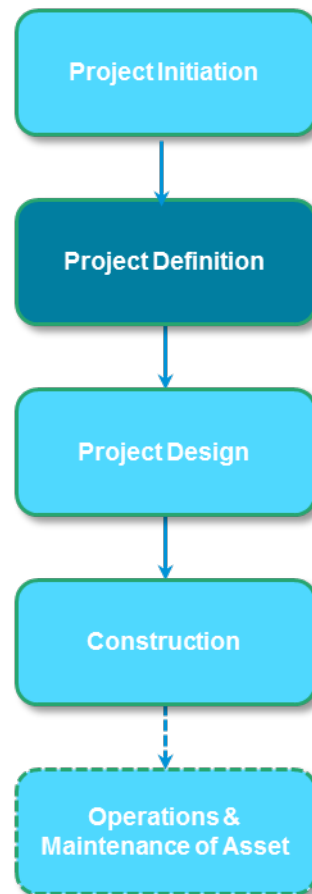 Project Initiation
Project Definition
Project Design
Construction
Operations &
Maintenance of Asset